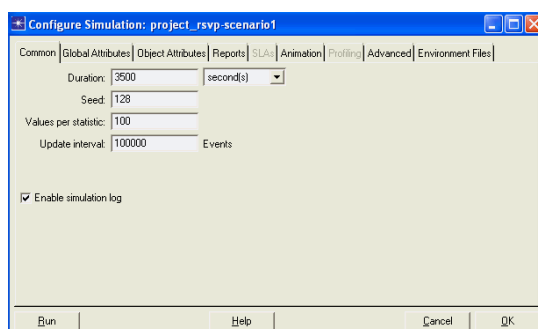 Configure Simulation: project_rsvp-scenario1
Common Global Attributes Object Attributes Reports SLAs Animation Profiling Advanced Environment Files
Duration: 3500 second(s)
Seed: 128
Values per statistic: 100
Update interval: 100000 Events
Enable simulation log
Run Help Cancel OK